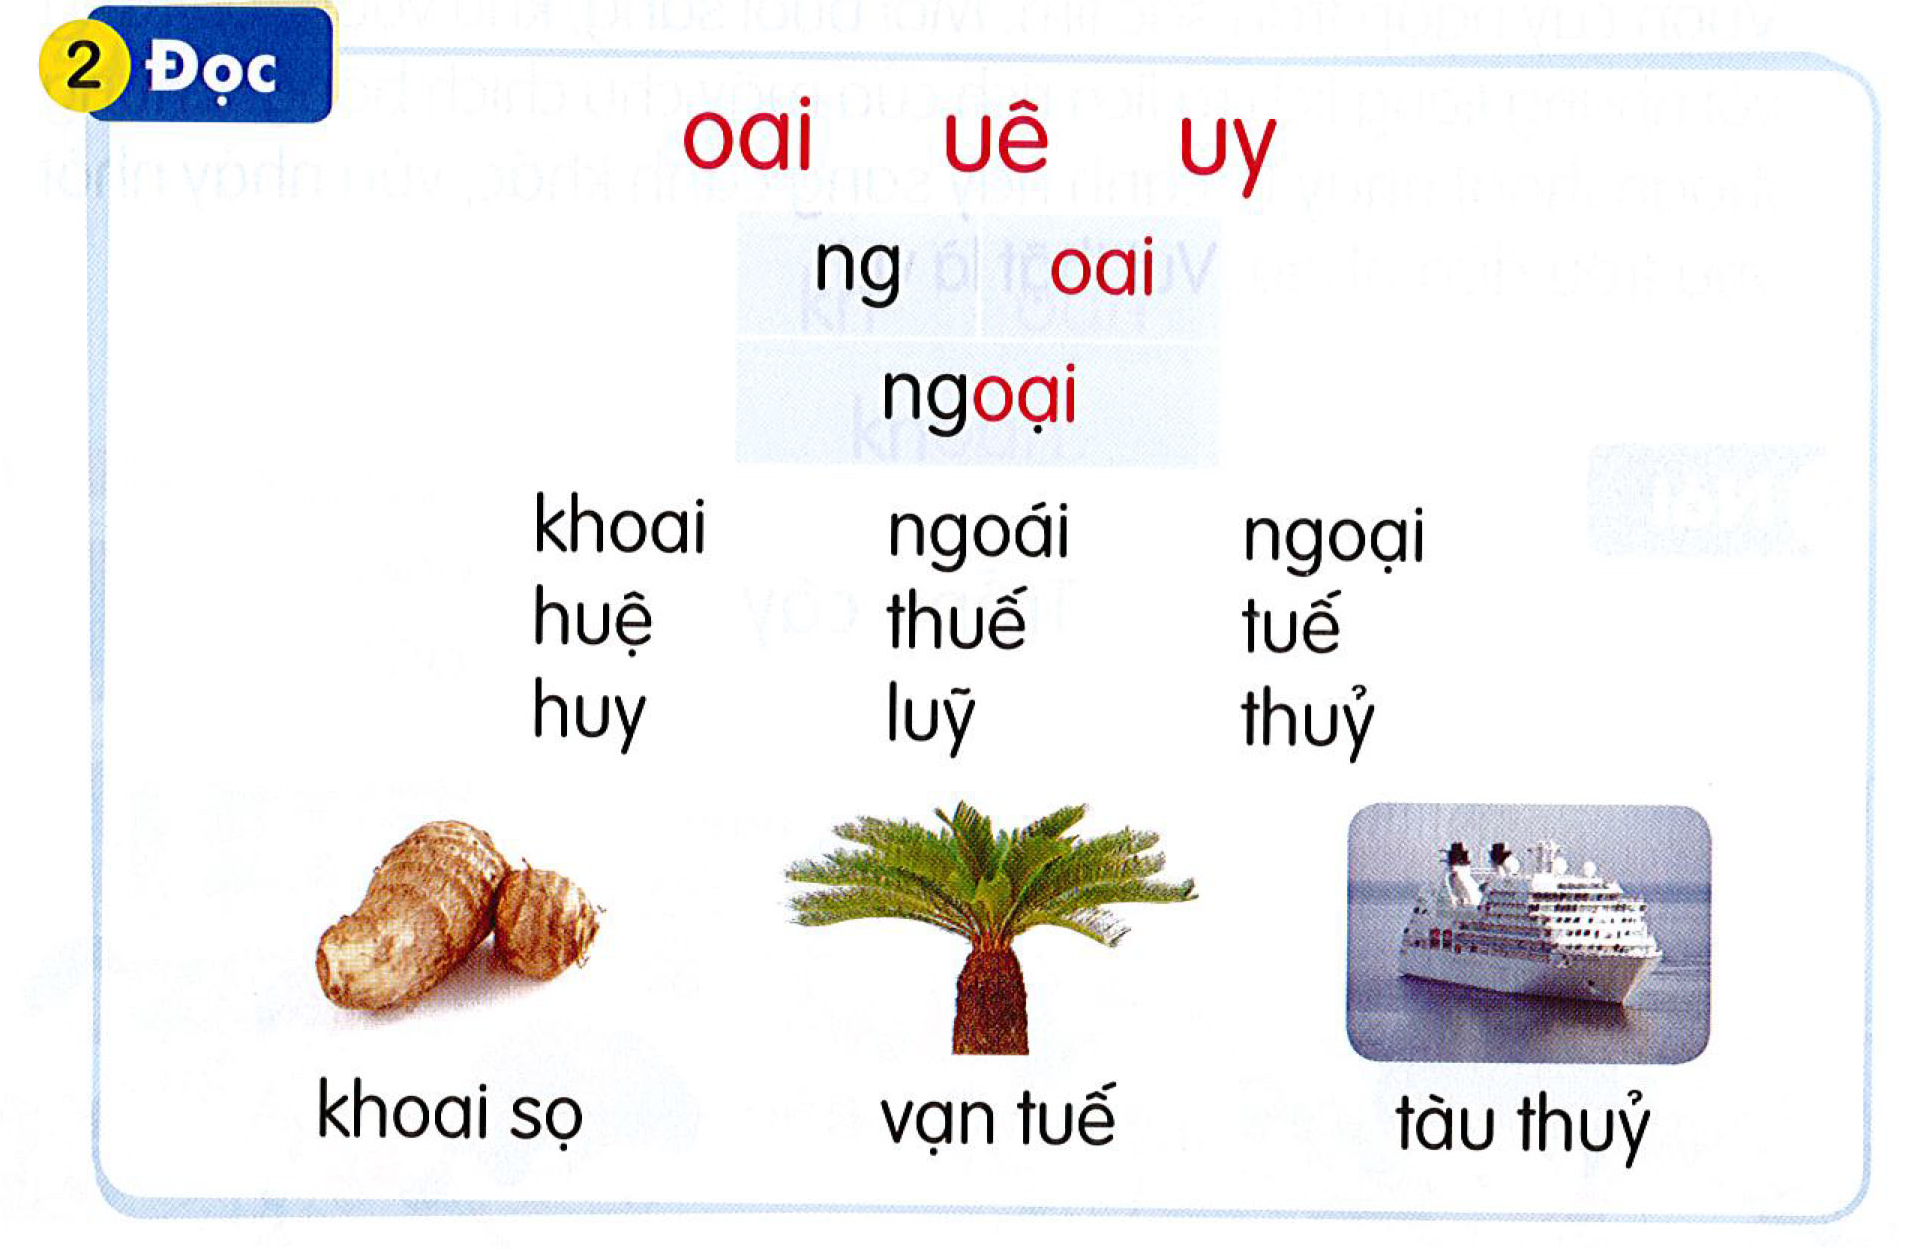 2 Đọc
oai uê uy
ng oai
ngoại
khoai ngoái ngoại
huệ thuế tuế
huy luỹ thuỷ
khoai sọ vạn tuế tàu thuỷ